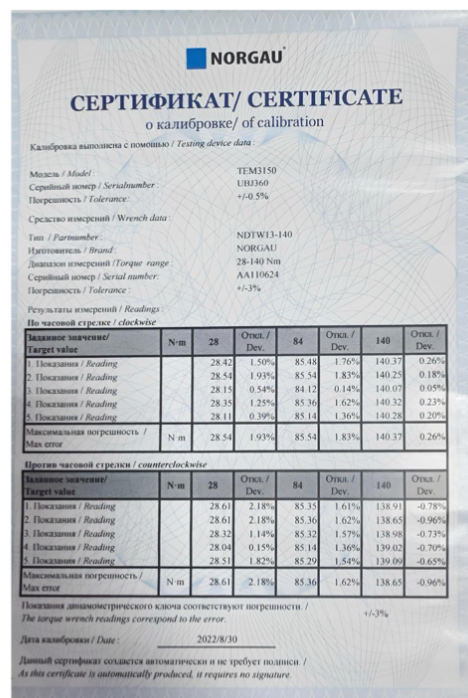 NORGAU
СЕРТИФИКАТ/ CERTIFICATE
о калибровке/ of calibration
Калибровка выполнена с помощью / Testing device data :
Модель / Model : TEM3150
Серийный номер / Serialnumber : UBJ360
Погрешность / Tolerance: +/-0.5%
Средство измерений / Wrench data :
Тип / Partnumber : NDTW13-140
Изготовитель / Brand : NORGAU
Диапазон измерений /Torque range : 28-140 Nm
Серийный номер / Serial number: AA110624
Погрешность / Tolerance : +/-3%
Результаты измерений / Readings :
По часовой стрелке / clockwise
Заданное значение/ Target value N·m 28 Откл. / Dev. 84 Откл. / Dev. 140 Откл. / Dev.
1. Показания / Reading 28.42 1.50% 85.48 1.76% 140.37 0.26%
2. Показания / Reading 28.54 1.93% 85.54 1.83% 140.25 0.18%
3. Показания / Reading 28.15 0.54% 84.12 0.14% 140.07 0.05%
4. Показания / Reading 28.35 1.25% 85.36 1.62% 140.32 0.23%
5. Показания / Reading 28.11 0.39% 85.14 1.36% 140.28 0.20%
Максимальная погрешность / Max error N·m 28.54 1.93% 85.54 1.83% 140.37 0.26%
Против часовой стрелки / counterclockwise
Заданное значение/ Target value N·m 28 Откл. / Dev. 84 Откл. / Dev. 140 Откл. / Dev.
1. Показания / Reading 28.61 2.18% 85.35 1.61% 138.91 -0.78%
2. Показания / Reading 28.61 2.18% 85.36 1.62% 138.65 -0.96%
3. Показания / Reading 28.32 1.14% 85.32 1.57% 138.98 -0.73%
4. Показания / Reading 28.04 0.15% 85.14 1.36% 139.02 -0.70%
5. Показания / Reading 28.51 1.82% 85.29 1.54% 139.09 -0.65%
Максимальная погрешность / Max error N·m 28.61 2.18% 85.36 1.62% 138.65 -0.96%
Показания динамометрического ключа соответствуют погрешности. /
The torque wrench readings correspond to the error. +/-3%
Дата калибровки / Date : 2022/8/30
Данный сертификат создается автоматически и не требует подписи. /
As this certificate is automatically produced, it requires no signature.